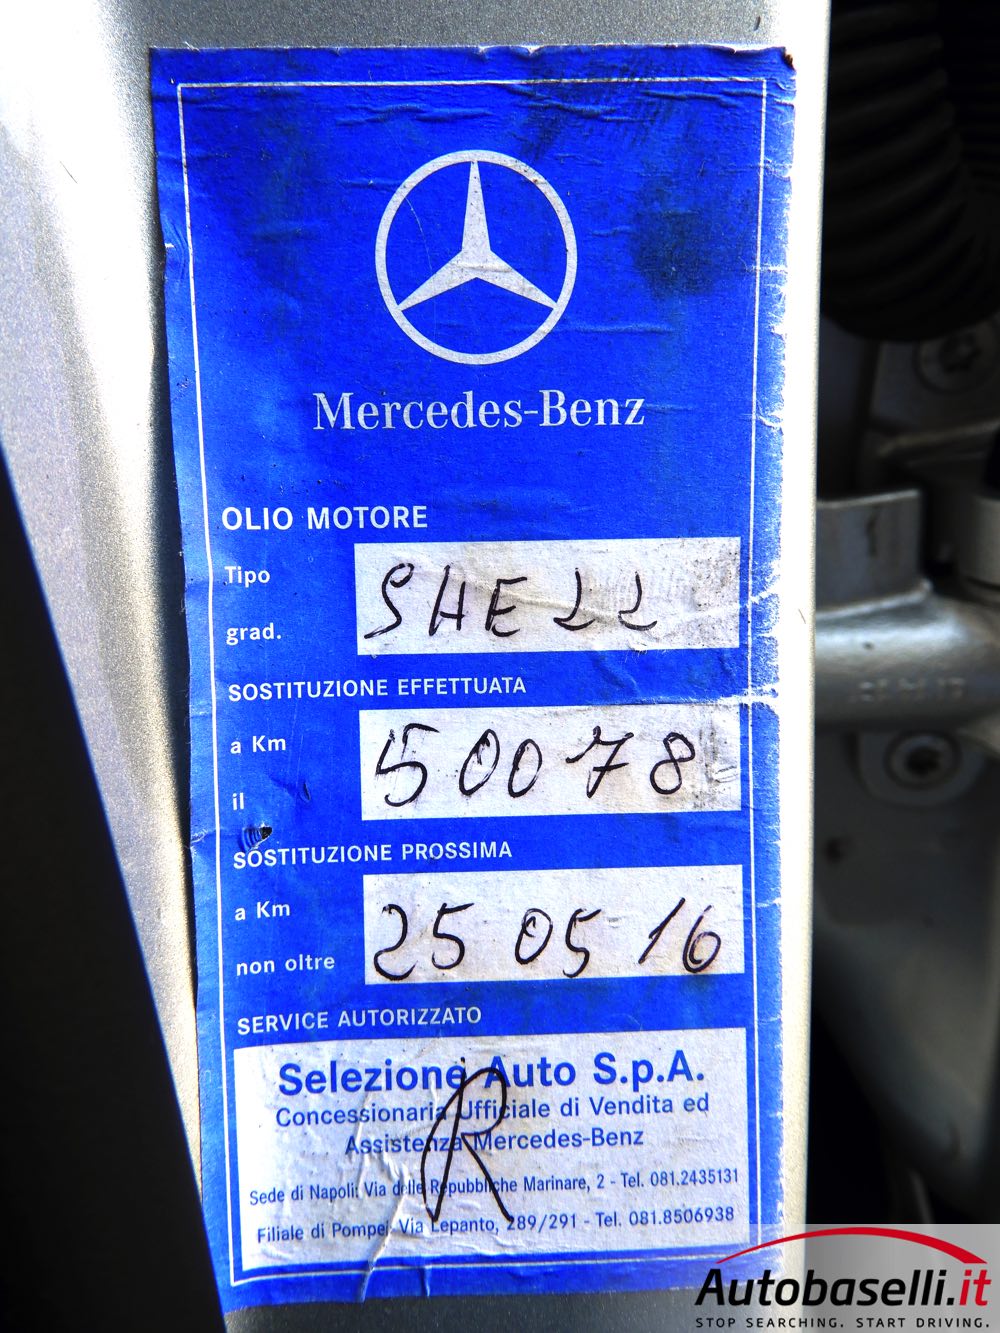 Mercedes-Benz
OLIO MOTORE
Tipo
grad.
SHELL
SOSTITUZIONE EFFETTUATA
a Km
il
50078
SOSTITUZIONE PROSSIMA
a Km
non oltre
25 05 16
SERVICE AUTORIZZATO
Selezione Auto S.p.A.
Concessionaria Ufficiale di Vendita ed
Assistenza Mercedes-Benz
R
Sede di Napoli: Via delle Repubbliche Marinare, 2 - Tel. 081.2435131
Filiale di Pompei: Via Lepanto, 289/291 - Tel. 081.8506938
Autobaselli.it
STOP SEARCHING. START DRIVING.